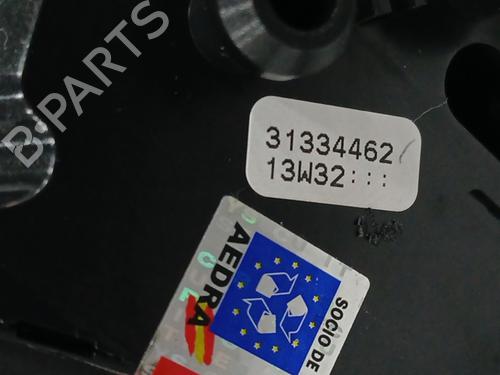 B-PARTS
31334462
13W32:::
AEDRA
SOCIO DE